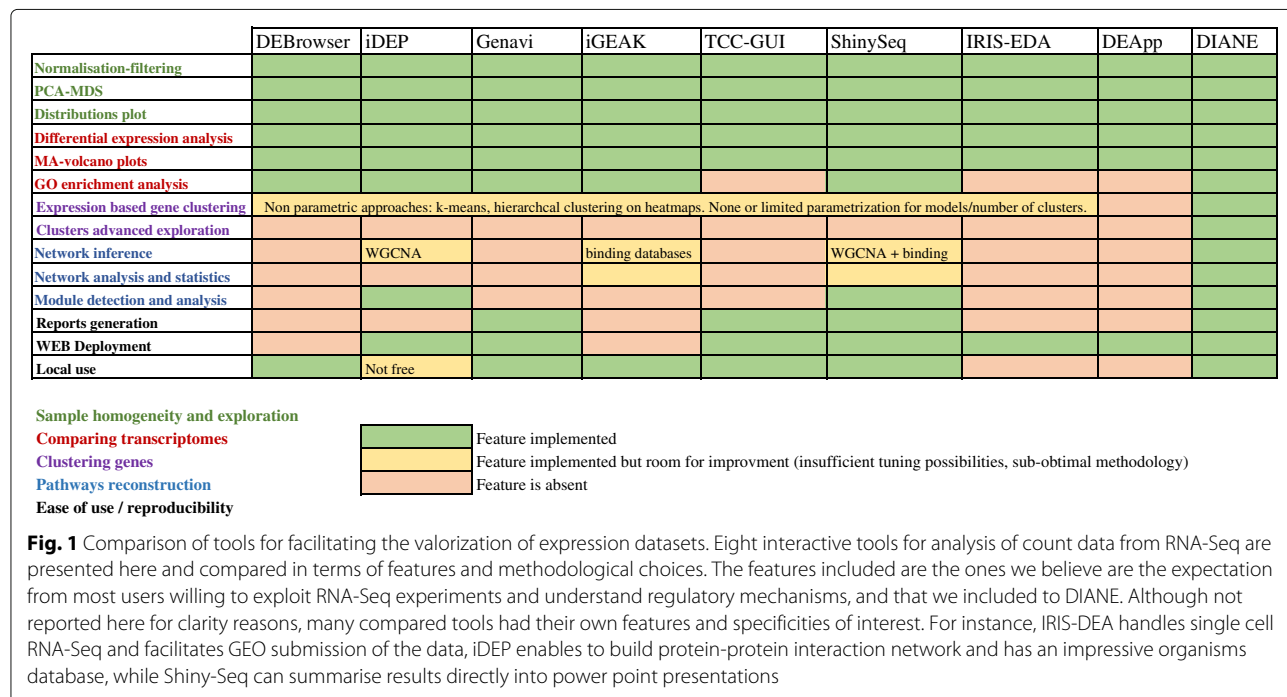 DEBrowser iDEP Genavi iGEAK TCC-GUI ShinySeq IRIS-EDA DEApp DIANE
Normalisation-filtering
PCA-MDS
Distributions plot
Differential expression analysis
MA-volcano plots
GO enrichment analysis
Expression based gene clustering Non parametric approaches: k-means, hierarchcal clustering on heatmaps. None or limited parametrization for models/number of clusters.
Clusters advanced exploration
Network inference WGCNA binding databases WGCNA + binding
Network analysis and statistics
Module detection and analysis
Reports generation
WEB Deployment
Local use Not free
Sample homogeneity and exploration
Comparing transcriptomes Feature implemented
Clustering genes Feature implemented but room for improvment (insufficient tuning possibilities, sub-obtimal methodology)
Pathways reconstruction Feature is absent
Ease of use / reproducibility
Fig. 1 Comparison of tools for facilitating the valorization of expression datasets. Eight interactive tools for analysis of count data from RNA-Seq are
presented here and compared in terms of features and methodological choices. The features included are the ones we believe are the expectation
from most users willing to exploit RNA-Seq experiments and understand regulatory mechanisms, and that we included to DIANE. Although not
reported here for clarity reasons, many compared tools had their own features and specificities of interest. For instance, IRIS-DEA handles single cell
RNA-Seq and facilitates GEO submission of the data, iDEP enables to build protein-protein interaction network and has an impressive organisms
database, while Shiny-Seq can summarise results directly into power point presentations